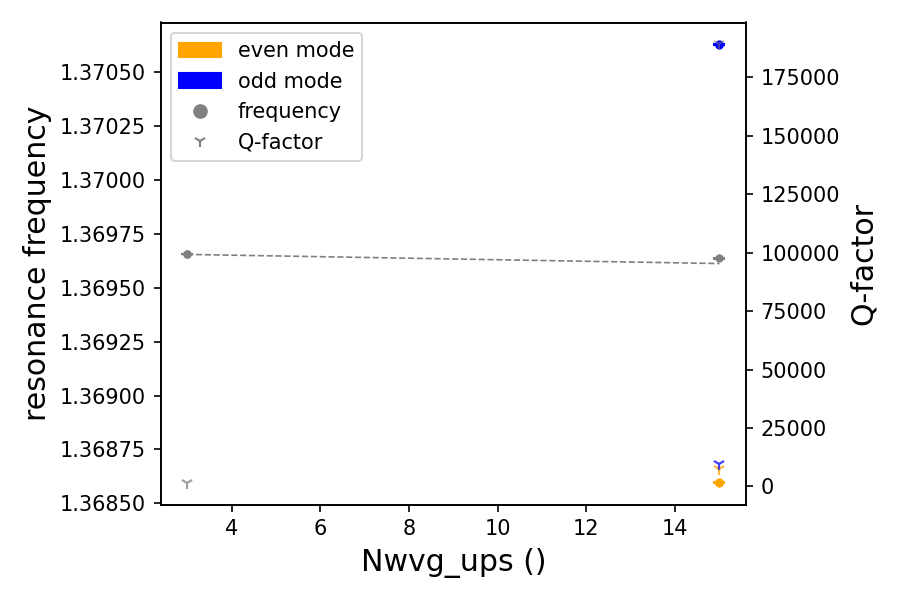 even mode
odd mode
frequency
Q-factor
1.37050
1.37025
1.37000
1.36975
1.36950
1.36925
1.36900
1.36875
1.36850
resonance frequency
175000
150000
125000
100000
75000
50000
25000
0
Q-factor
4 6 8 10 12 14
Nwvg_ups ()